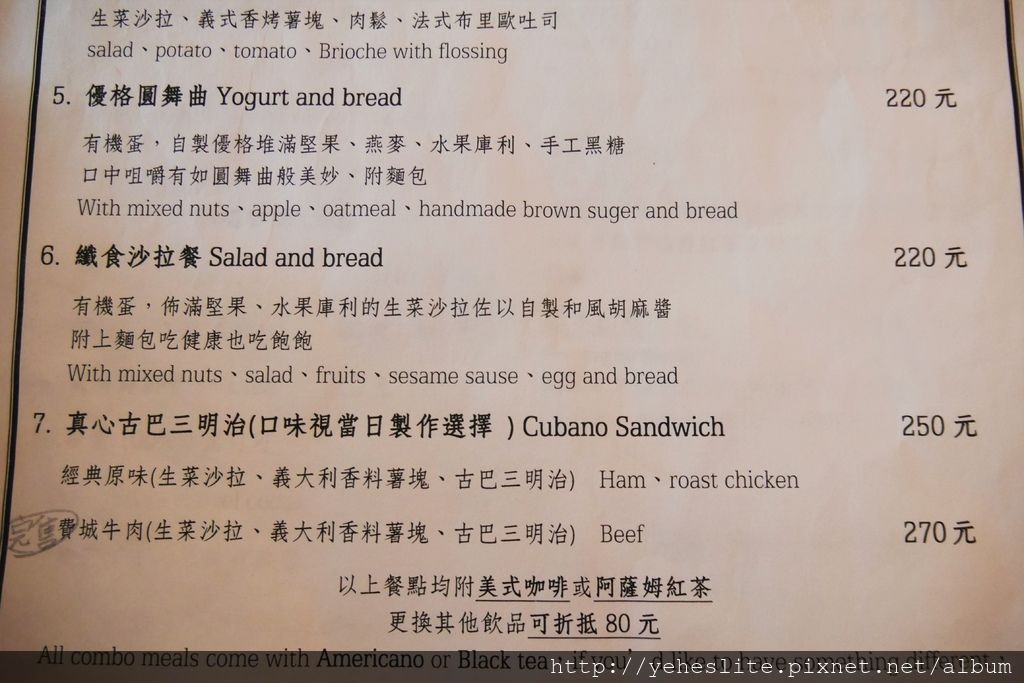 生菜沙拉、義式香烤薯塊、肉鬆、法式布里歐吐司
salad、potato、tomato、Brioche with flossing
5. 優格圓舞曲 Yogurt and bread 220 元
有機蛋，自製優格堆滿堅果、燕麥、水果庫利、手工黑糖
口中咀嚼有如圓舞曲般美妙、附麵包
With mixed nuts、apple、oatmeal、handmade brown suger and bread
6. 纖食沙拉餐 Salad and bread 220 元
有機蛋，佈滿堅果、水果庫利的生菜沙拉佐以自製和風胡麻醬
附上麵包吃健康也吃飽飽
With mixed nuts、salad、fruits、sesame sause、egg and bread
7. 真心古巴三明治(口味視當日製作選擇 ) Cubano Sandwich 250 元
經典原味(生菜沙拉、義大利香料薯塊、古巴三明治) Ham、roast chicken
完售 費城牛肉(生菜沙拉、義大利香料薯塊、古巴三明治) Beef 270 元
以上餐點均附美式咖啡或阿薩姆紅茶
更換其他飲品可折抵 80 元
All combo meals come with Americano or Black tea，if you'd like to have something different，
http://yeheslite.pixnet.net/album